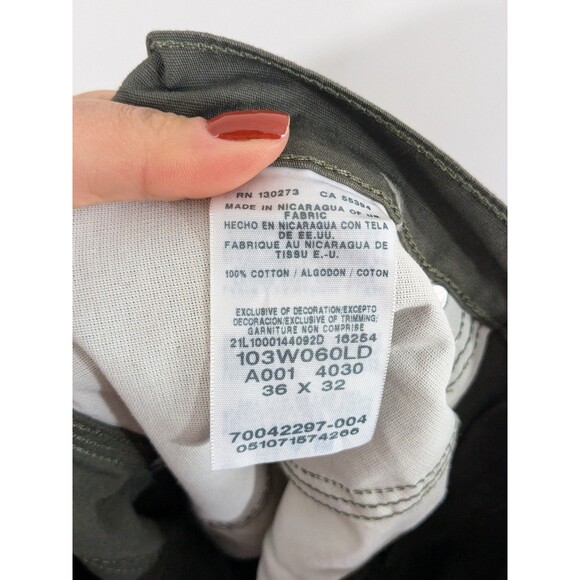 RN 130273 CA 55394
MADE IN NICARAGUA OF US
FABRIC
HECHO EN NICARAGUA CON TELA
DE EE.UU.
FABRIQUE AU NICARAGUA DE
TISSU E.-U.
100% COTTON / ALGODON / COTON
EXCLUSIVE OF DECORATION/EXCEPTO
DECORACION/EXCLUSIVE OF TRIMMING/
GARNITURE NON COMPRISE
21L1000144092D 16254
103W060LD
A001 4030
36 X 32
70042297-004
051071574266